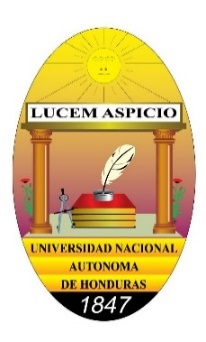 LUCEM ASPICIO
UNIVERSIDAD NACIONAL
AUTONOMA
DE HONDURAS
1847